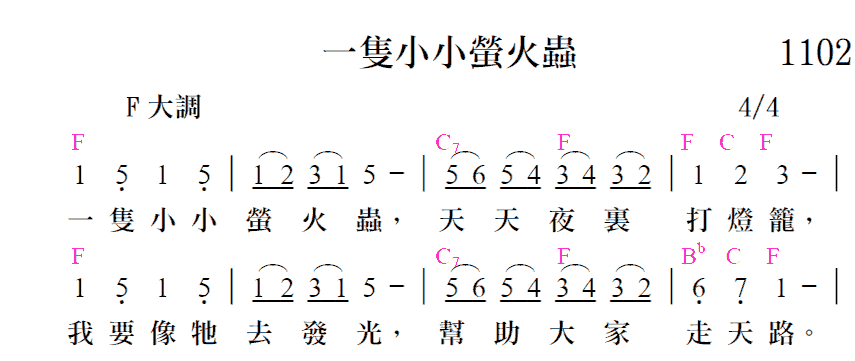 一隻小小螢火蟲 1102
F 大調 4/4
F C7 F F C F
1 5̣ 1 5̣ | 1 2 3 1 5 – | 5 6 5 4 3 4 3 2 | 1 2 3 – |
一隻小小螢火蟲，天天夜裏打燈籠，
F C7 F Bb C F
1 5̣ 1 5̣ | 1 2 3 1 5 – | 5 6 5 4 3 4 3 2 | 6̣ 7̣ 1 – |
我要像牠去發光，幫助大家走天路。